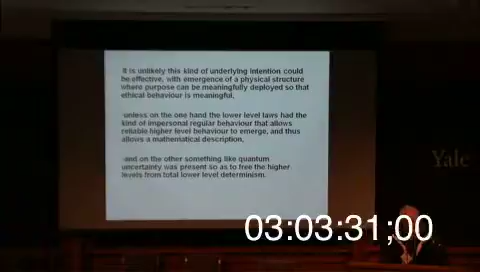 It is unlikely this kind of underlying intention could
be effective, with emergence of a physical structure
where purpose can be meaningfully deployed so that
ethical behaviour is meaningful,
-unless on the one hand the lower level laws had the
kind of impersonal regular behaviour that allows
reliable higher level behaviour to emerge, and thus
allows a mathematical description,
-and on the other something like quantum
uncertainty was present so as to free the higher
levels from total lower level determinism.
Yale
03:03:31;00